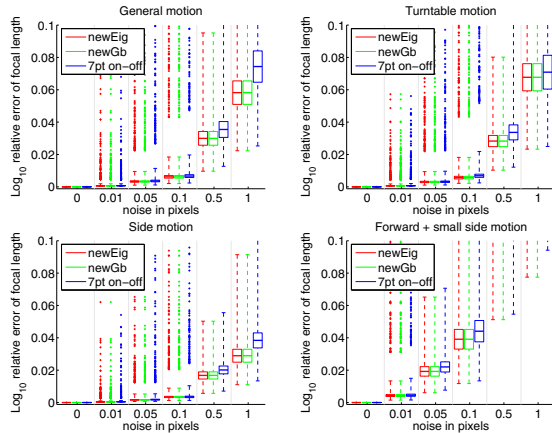 General motion
Log10 relative error of focal length
0.1
0.08
0.06
0.04
0.02
0
newEig
newGb
7pt on-off
0 0.01 0.05 0.1 0.5 1
noise in pixels
Turntable motion
Log10 relative error of focal length
0.1
0.08
0.06
0.04
0.02
0
newEig
newGb
7pt on-off
0 0.01 0.05 0.1 0.5 1
noise in pixels
Side motion
Log10 relative error of focal length
0.1
0.08
0.06
0.04
0.02
0
newEig
newGb
7pt on-off
0 0.01 0.05 0.1 0.5 1
noise in pixels
Forward + small side motion
Log10 relative error of focal length
0.1
0.08
0.06
0.04
0.02
0
newEig
newGb
7pt on-off
0 0.01 0.05 0.1 0.5 1
noise in pixels